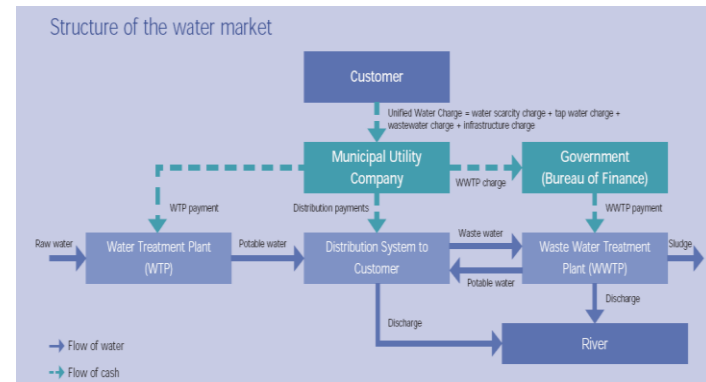 Structure of the water market
Customer
Unified Water Charge = water scarcity charge + tap water charge +
wastewater charge + infrastructure charge
Municipal Utility
Company
WWTP charge
Government
(Bureau of Finance)
WTP payment
Distribution payments
WWTP payment
Raw water
Water Treatment Plant
(WTP)
Potable water
Distribution System to
Customer
Waste water
Potable water
Waste Water Treatment
Plant (WWTP)
Sludge
Discharge
Discharge
River
Flow of water
Flow of cash